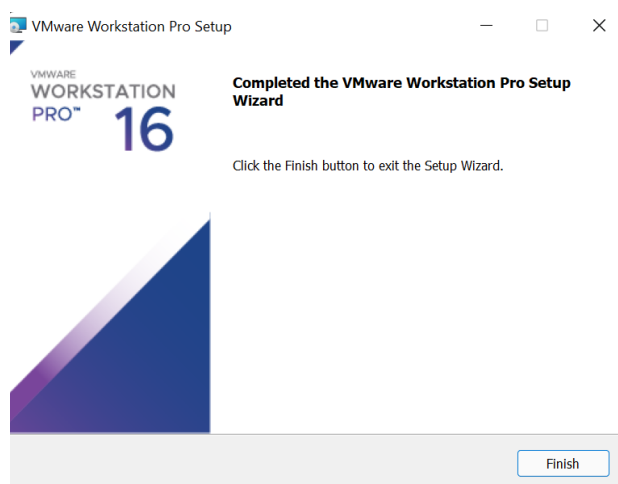 VMware Workstation Pro Setup
VMWARE
WORKSTATION
PRO™ 16
Completed the VMware Workstation Pro Setup
Wizard
Click the Finish button to exit the Setup Wizard.
Finish